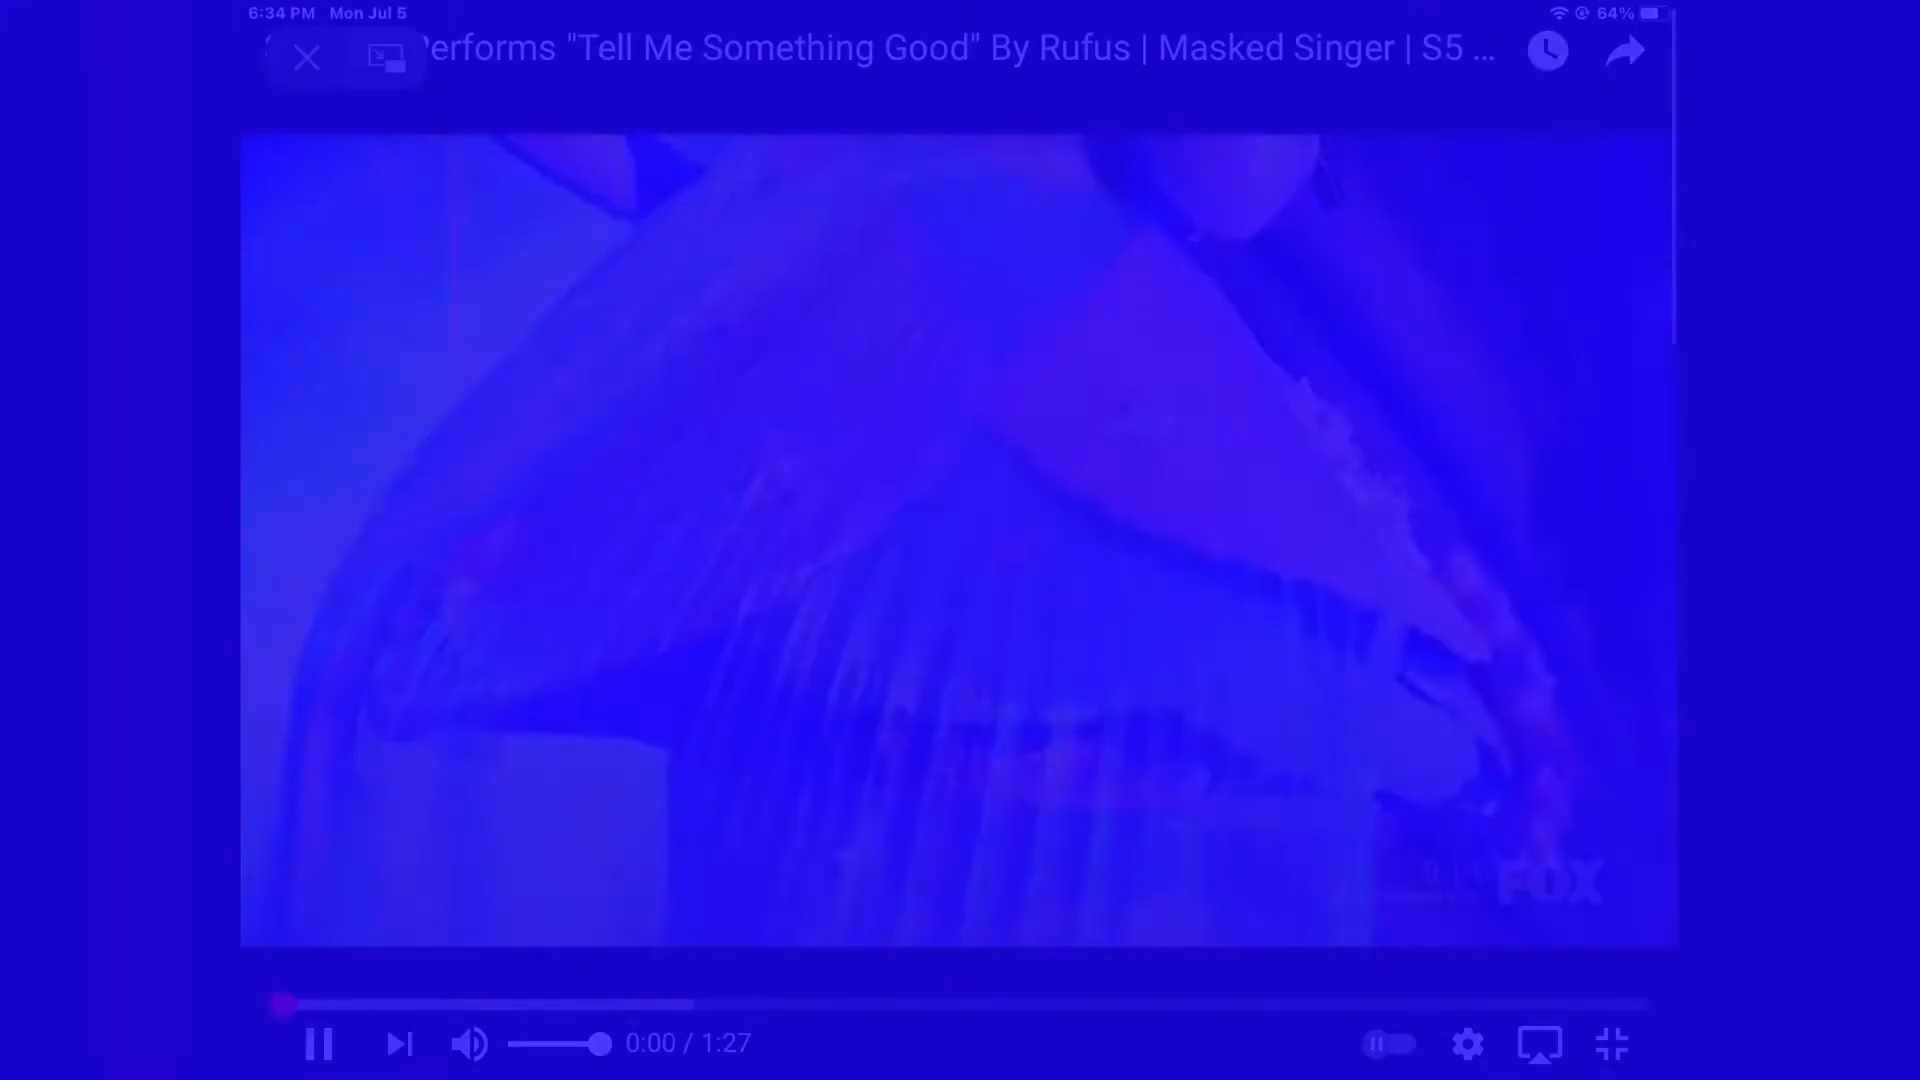 6:34 PM Mon Jul 5
64%
Performs "Tell Me Something Good" By Rufus | Masked Singer | S5 ...
FOX
0:00 / 1:27